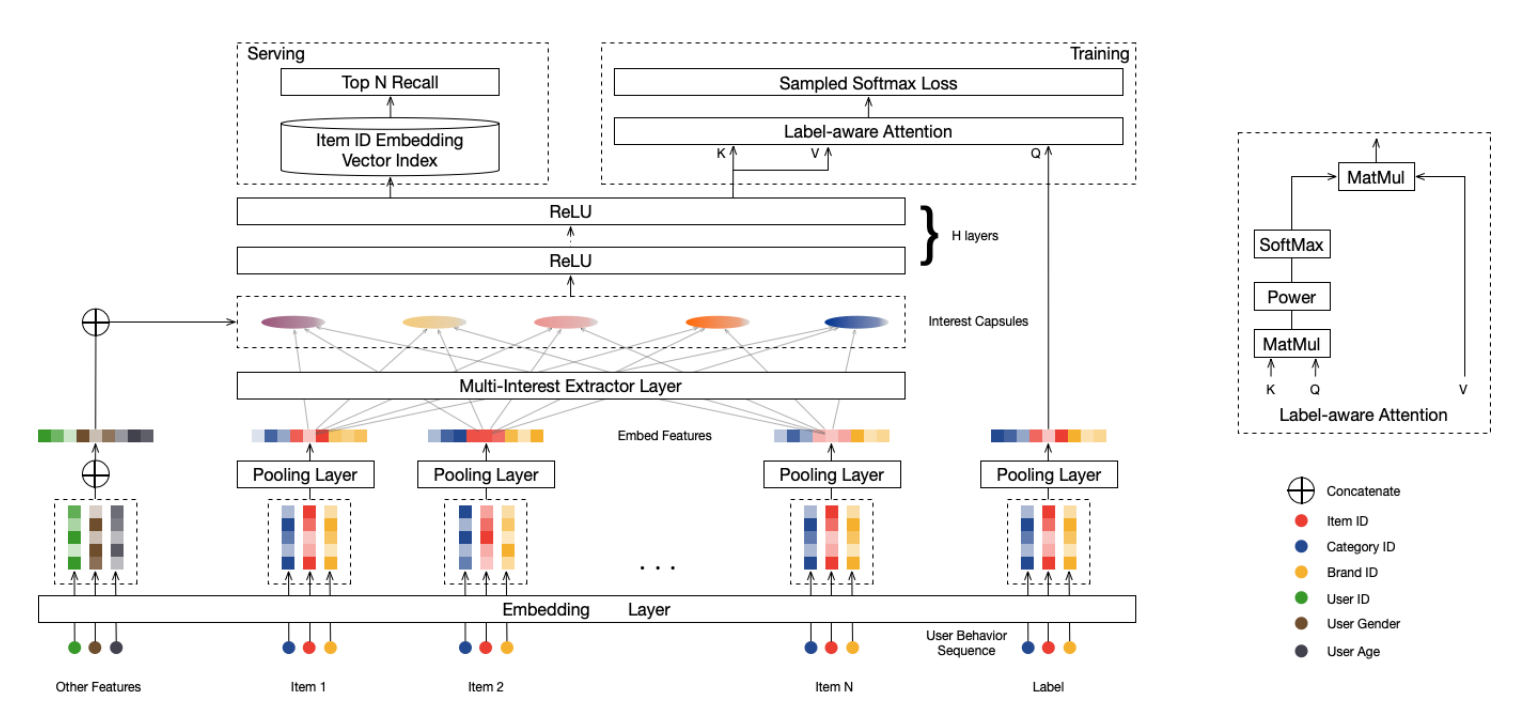 Serving
Top N Recall
Item ID Embedding
Vector Index
Training
Sampled Softmax Loss
Label-aware Attention
K
V
Q
ReLU
ReLU
H layers
Interest Capsules
Multi-Interest Extractor Layer
Embed Features
Pooling Layer
Pooling Layer
Pooling Layer
Pooling Layer
. . .
Embedding Layer
User Behavior
Sequence
Other Features
Item 1
Item 2
Item N
Label
MatMul
SoftMax
Power
MatMul
K
Q
V
Label-aware Attention
Concatenate
Item ID
Category ID
Brand ID
User ID
User Gender
User Age